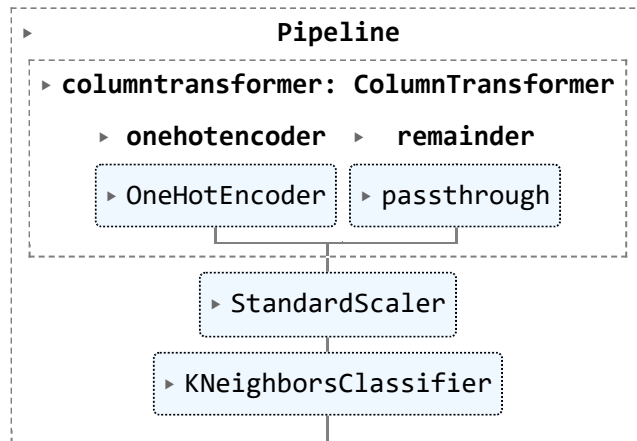 Pipeline
columntransformer: ColumnTransformer
onehotencoder remainder
OneHotEncoder passthrough
StandardScaler
KNeighborsClassifier